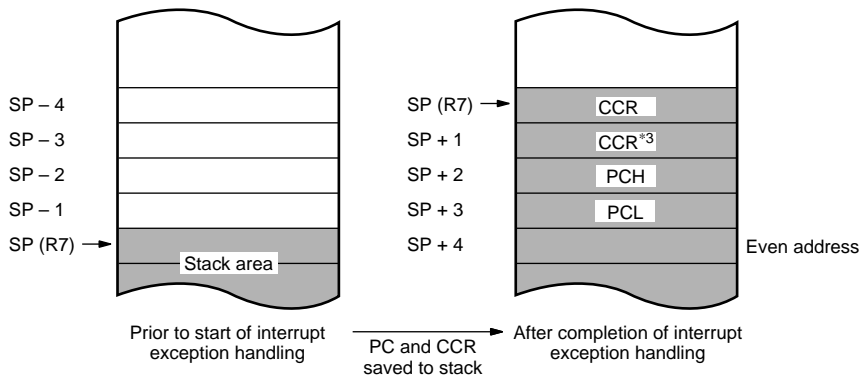 SP – 4
SP – 3
SP – 2
SP – 1
SP (R7)
Stack area
SP (R7)
SP + 1
SP + 2
SP + 3
SP + 4
CCR
CCR*3
PCH
PCL
Even address
Prior to start of interrupt
exception handling
PC and CCR
saved to stack
After completion of interrupt
exception handling